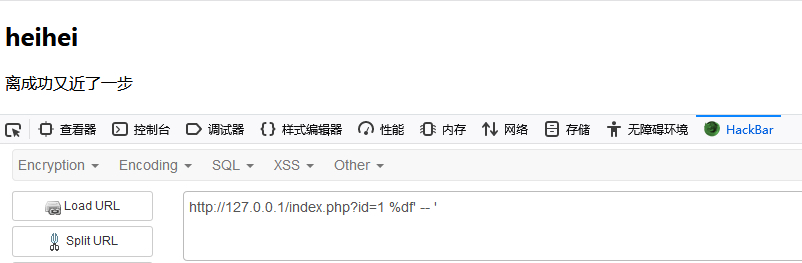 heihei
离成功又近了一步
查看器 控制台 调试器 样式编辑器 性能 内存 网络 存储 无障碍环境 HackBar
Encryption Encoding SQL XSS Other
Load URL http://127.0.0.1/index.php?id=1 %df' -- '
Split URL